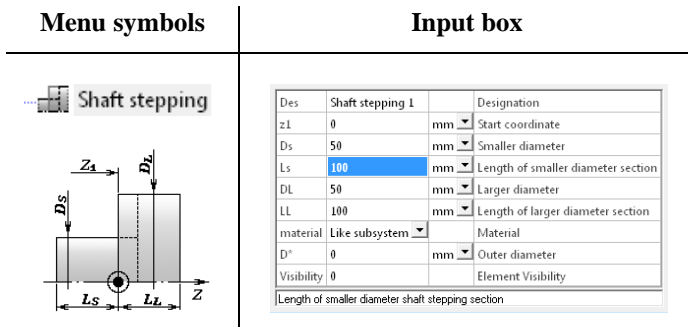 Menu symbols
Input box
Shaft stepping
Z1
DL
DS
LS
LL
Z
Des Shaft stepping 1 Designation
z1 0 mm Start coordinate
Ds 50 mm Smaller diameter
Ls 100 mm Length of smaller diameter section
DL 50 mm Larger diameter
LL 100 mm Length of larger diameter section
material Like subsystem Material
D* 0 mm Outer diameter
Visibility 0 Element Visibility
Length of smaller diameter shaft stepping section